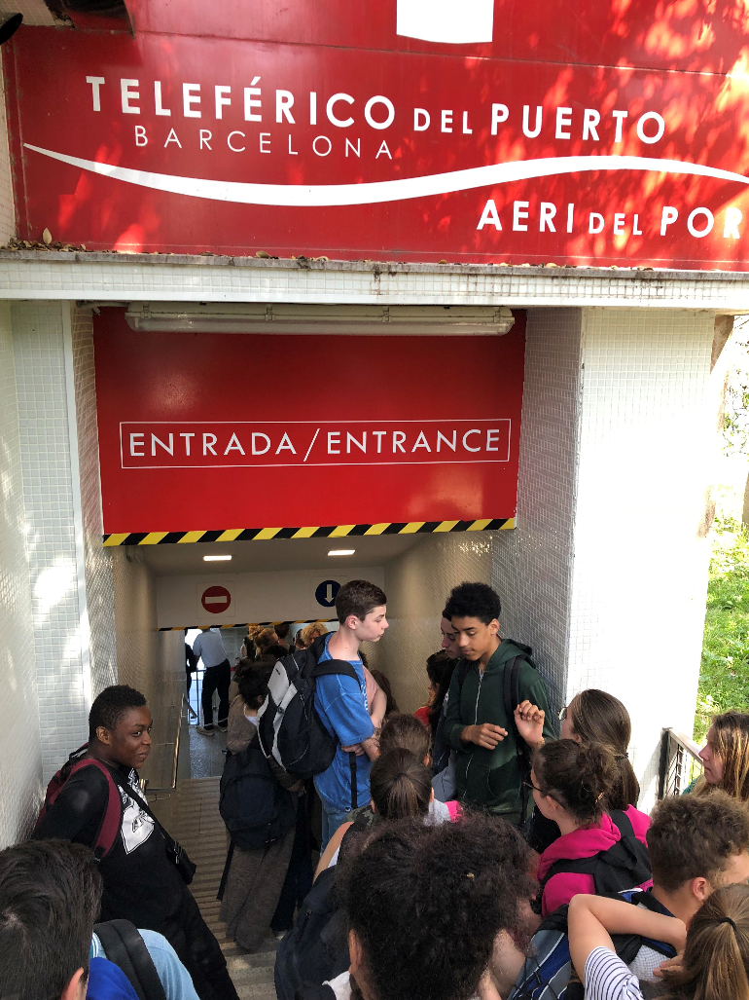 TELEFÉRICO DEL PUERTO
BARCELONA
AERI DEL POR
ENTRADA/ENTRANCE